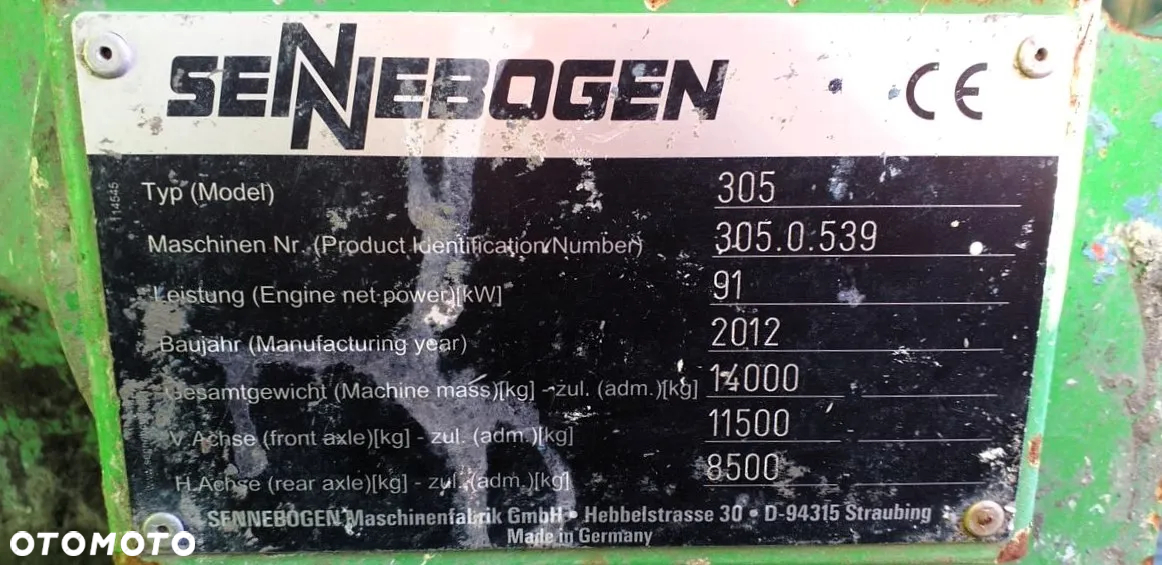 SENNEBOGEN CE
114545
Typ (Model) 305
Maschinen Nr. (Product Identification Number) 305.0.539
Leistung (Engine net power)[kW] 91
Baujahr (Manufacturing year) 2012
Gesamtgewicht (Machine mass)[kg] - zul. (adm.)[kg] 14000
V.Achse (front axle)[kg] - zul. (adm.)[kg] 11500
H.Achse (rear axle)[kg] - zul. (adm.)[kg] 8500
SENNEBOGEN Maschinenfabrik GmbH • Hebbelstrasse 30 • D-94315 Straubing
Made in Germany
OTOMOTO